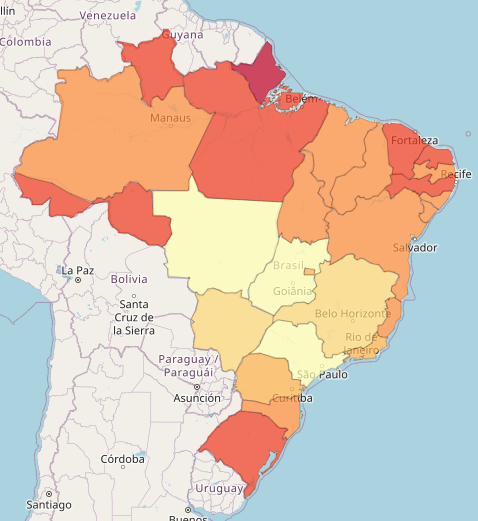 llín
Venezuela
Colombia
Guyana
Manaus
Belém
Fortaleza
Recife
Salvador
La Paz
Bolivia
Brasil
Goiânia
Santa
Cruz de
la Sierra
Belo Horizonte
Rio de
Janeiro
Paraguay /
Paraguái
São Paulo
Asunción
Curitiba
Córdoba
Uruguay
Santiago
Buenos